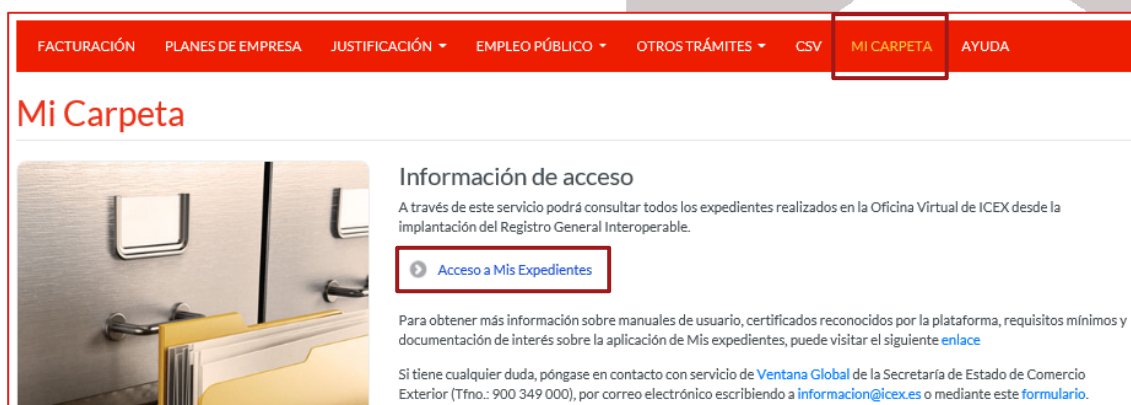 FACTURACIÓN PLANES DE EMPRESA JUSTIFICACIÓN EMPLEO PÚBLICO OTROS TRÁMITES CSV MI CARPETA AYUDA
Mi Carpeta
Información de acceso
A través de este servicio podrá consultar todos los expedientes realizados en la Oficina Virtual de ICEX desde la
implantación del Registro General Interoperable.
Acceso a Mis Expedientes
Para obtener más información sobre manuales de usuario, certificados reconocidos por la plataforma, requisitos mínimos y
documentación de interés sobre la aplicación de Mis expedientes, puede visitar el siguiente enlace
Si tiene cualquier duda, póngase en contacto con servicio de Ventana Global de la Secretaría de Estado de Comercio
Exterior (Tfno.: 900 349 000), por correo electrónico escribiendo a informacion@icex.es o mediante este formulario.